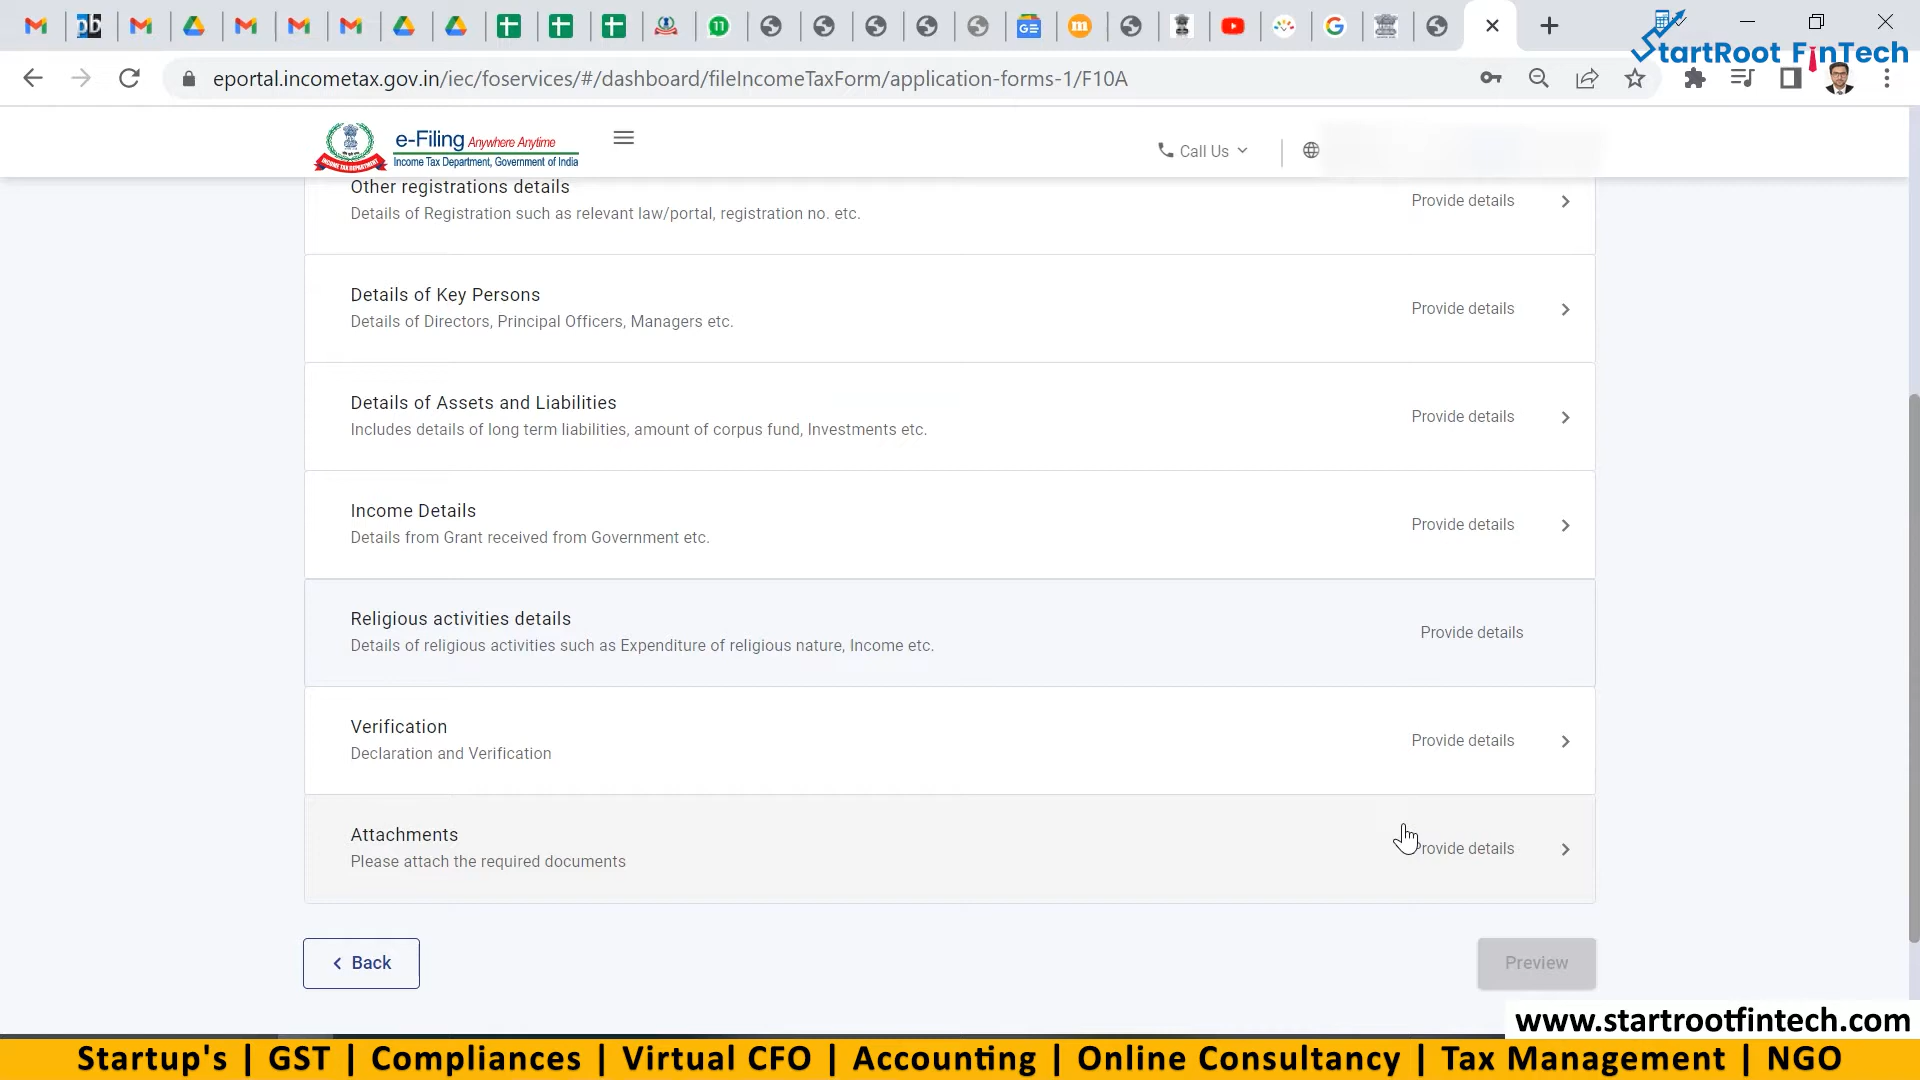 StartRoot FinTech
eportal.incometax.gov.in/iec/foservices/#/dashboard/fileIncomeTaxForm/application-forms-1/F10A
e-Filing Anywhere Anytime
Income Tax Department, Government of India
Call Us
Other registrations details
Provide details
Details of Registration such as relevant law/portal, registration no. etc.
Details of Key Persons
Provide details
Details of Directors, Principal Officers, Managers etc.
Details of Assets and Liabilities
Provide details
Includes details of long term liabilities, amount of corpus fund, Investments etc.
Income Details
Provide details
Details from Grant received from Government etc.
Religious activities details
Provide details
Details of religious activities such as Expenditure of religious nature, Income etc.
Verification
Provide details
Declaration and Verification
Attachments
Provide details
Please attach the required documents
Back
Preview
www.startrootfintech.com
Startup's | GST | Compliances | Virtual CFO | Accounting | Online Consultancy | Tax Management | NGO